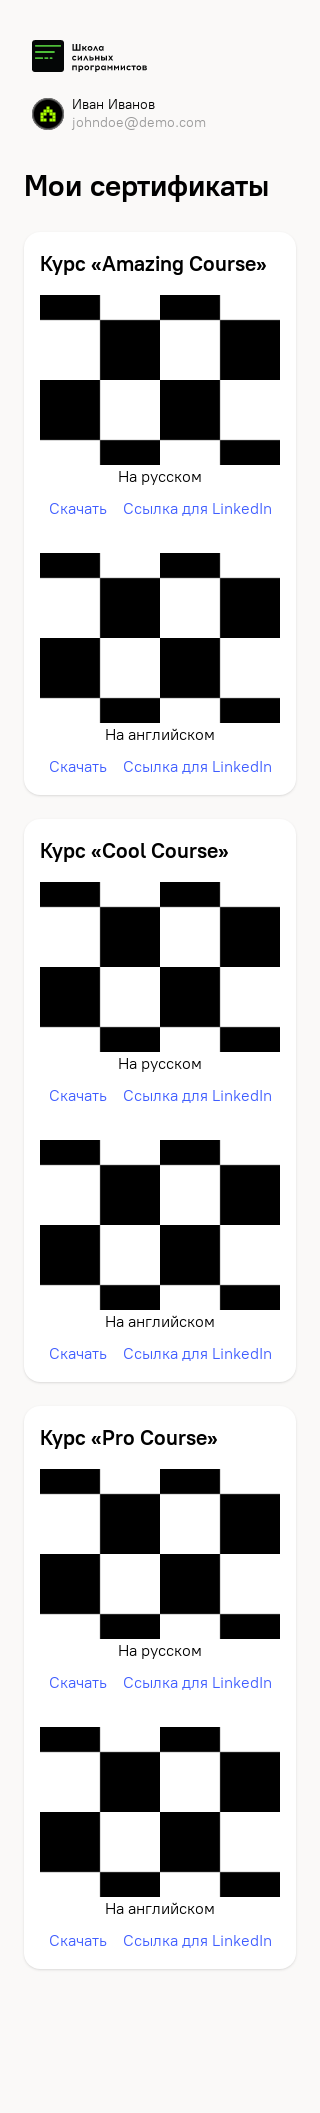 Школа
сильных
программистов
Иван Иванов
johndoe@demo.com
Мои сертификаты
Курс «Amazing Course»
На русском
Скачать Ссылка для LinkedIn
На английском
Скачать Ссылка для LinkedIn
Курс «Cool Course»
На русском
Скачать Ссылка для LinkedIn
На английском
Скачать Ссылка для LinkedIn
Курс «Pro Course»
На русском
Скачать Ссылка для LinkedIn
На английском
Скачать Ссылка для LinkedIn